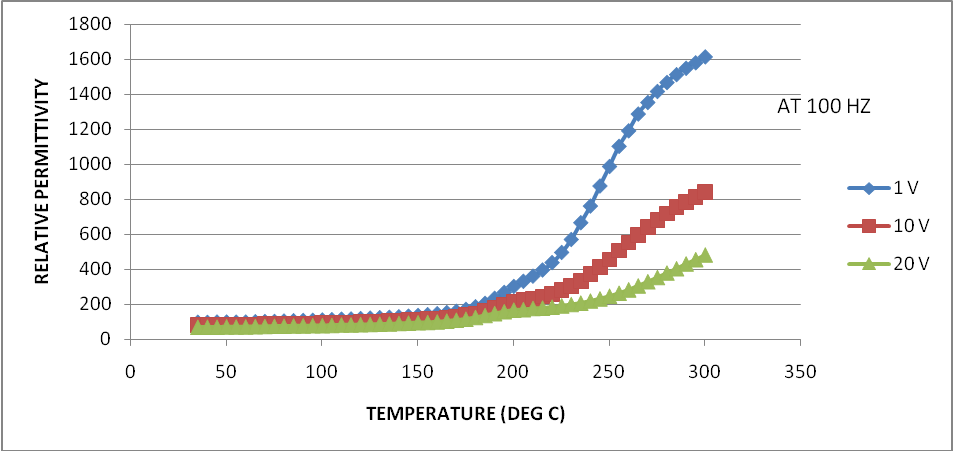 1800
1600
1400
1200
1000
800
600
400
200
0
0 50 100 150 200 250 300 350
RELATIVE PERMITTIVITY
TEMPERATURE (DEG C)
AT 100 HZ
1 V
10 V
20 V